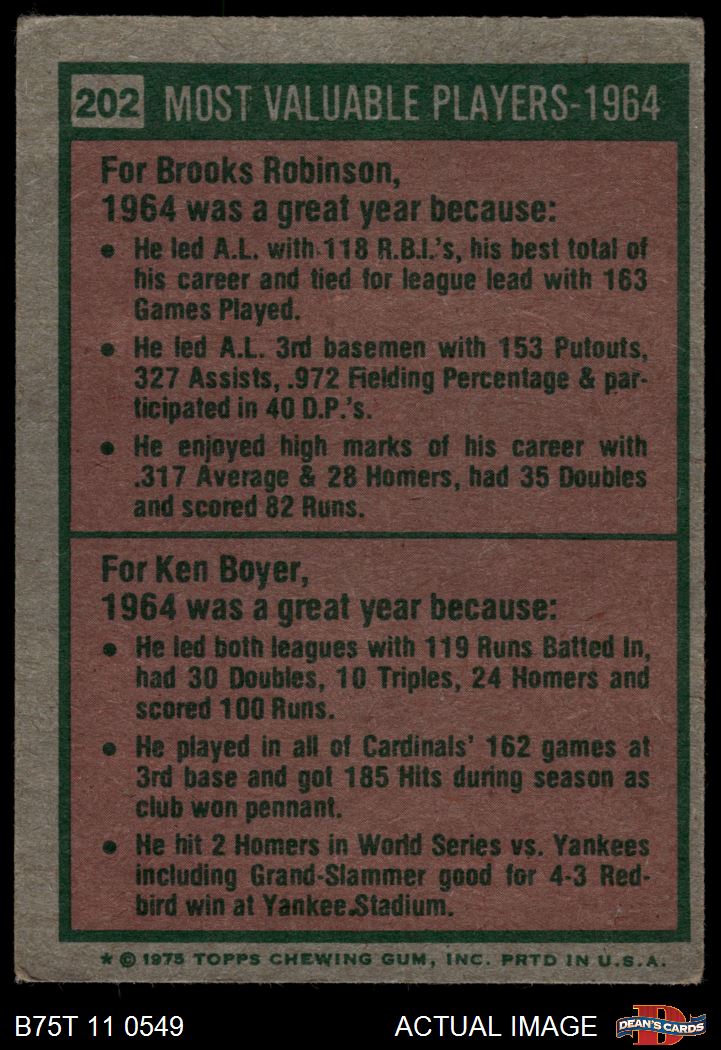 202 MOST VALUABLE PLAYERS-1964
For Brooks Robinson,
1964 was a great year because:
• He led A.L. with 118 R.B.I.'s, his best total of
his career and tied for league lead with 163
Games Played.
• He led A.L. 3rd basemen with 153 Putouts,
327 Assists, .972 Fielding Percentage & par-
ticipated in 40 D.P.'s.
• He enjoyed high marks of his career with
.317 Average & 28 Homers, had 35 Doubles
and scored 82 Runs.
For Ken Boyer,
1964 was a great year because:
• He led both leagues with 119 Runs Batted In,
had 30 Doubles, 10 Triples, 24 Homers and
scored 100 Runs.
• He played in all of Cardinals' 162 games at
3rd base and got 185 Hits during season as
club won pennant.
• He hit 2 Homers in World Series vs. Yankees
including Grand-Slammer good for 4-3 Red-
bird win at Yankee Stadium.
* © 1975 TOPPS CHEWING GUM, INC. PRTD IN U.S.A.
B75T 11 0549 ACTUAL IMAGE D DEAN'S CARDS